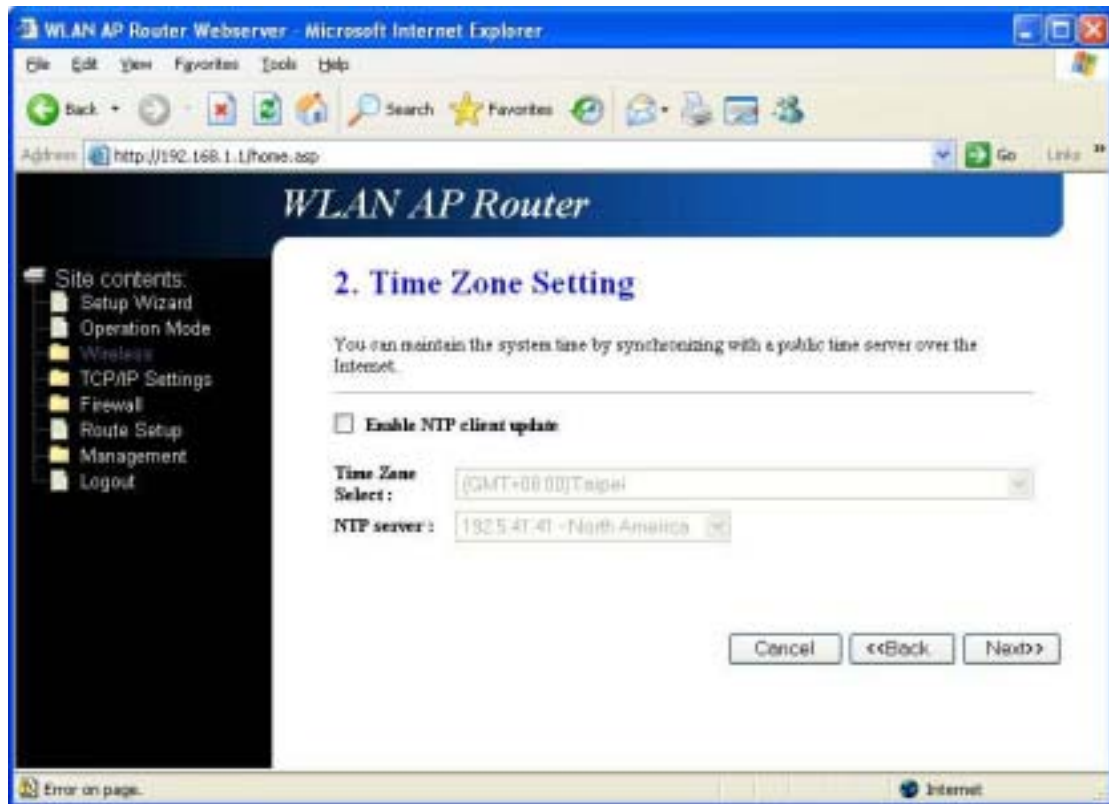 WLAN AP Router Webserver - Microsoft Internet Explorer
File Edit View Favorites Tools Help
Back Search Favorites
Address http://192.168.1.1/home.asp Go Links »
WLAN AP Router
Site contents:
Setup Wizard
Operation Mode
Wireless
TCP/IP Settings
Firewall
Route Setup
Management
Logout
2. Time Zone Setting
You can maintain the system time by synchronizing with a public time server over the
Internet.
Enable NTP client update
Time Zone
Select :
(GMT+08:00)Taipei
NTP server :
192.5.41.41 - North America
Cancel <<Back Next>>
Error on page. Internet